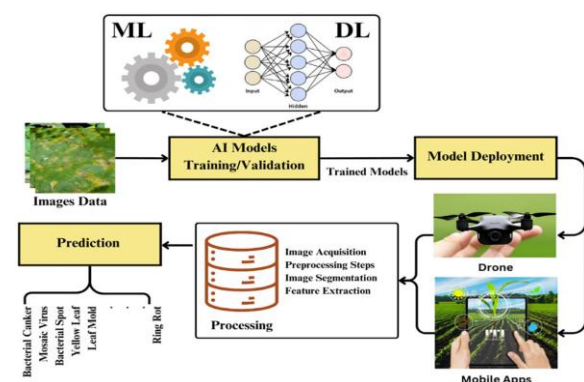 ML
DL
Input
Hidden
Output
Images Data
AI Models
Training/Validation
Trained Models
Model Deployment
Drone
Mobile Apps
Processing
Image Acquisition
Preprocessing Steps
Image Segmentation
Feature Extraction
Prediction
Bacterial Canker
Mosaic Virus
Bacterial Spot
Yellow Leaf
Leaf Mold
.
.
.
Ring Rot